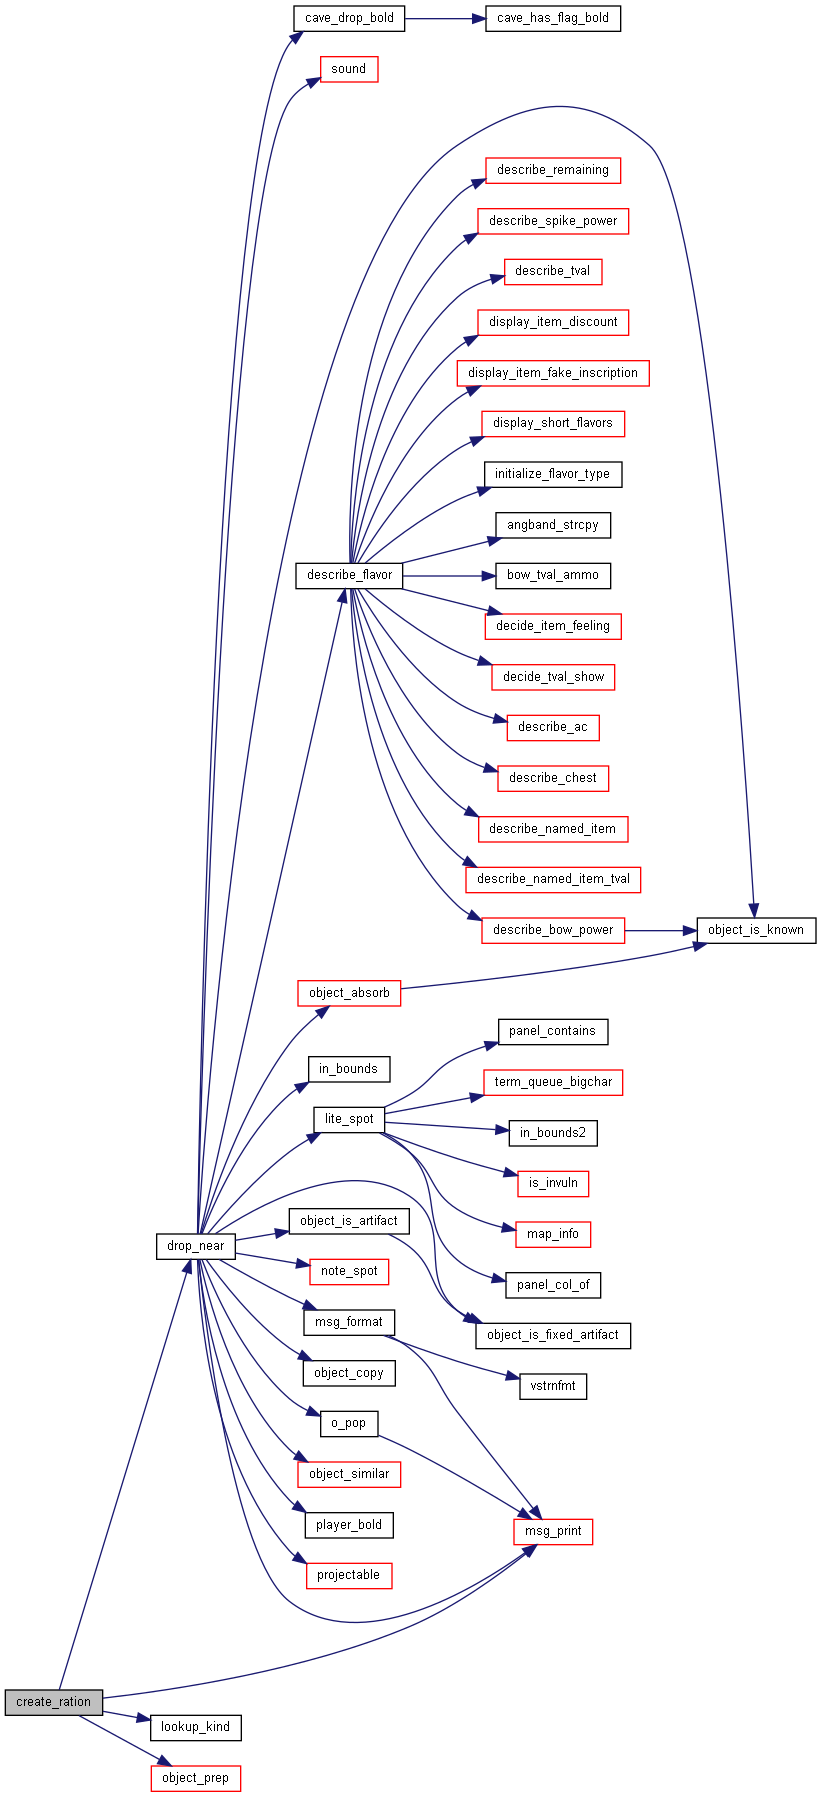 cave_drop_bold
cave_has_flag_bold
sound
describe_remaining
describe_spike_power
describe_tval
display_item_discount
display_item_fake_inscription
display_short_flavors
initialize_flavor_type
angband_strcpy
describe_flavor
bow_tval_ammo
decide_item_feeling
decide_tval_show
describe_ac
describe_chest
describe_named_item
describe_named_item_tval
describe_bow_power
object_is_known
object_absorb
panel_contains
in_bounds
term_queue_bigchar
lite_spot
in_bounds2
is_invuln
object_is_artifact
map_info
drop_near
note_spot
panel_col_of
msg_format
object_is_fixed_artifact
object_copy
vstrnfmt
o_pop
object_similar
player_bold
msg_print
projectable
create_ration
lookup_kind
object_prep